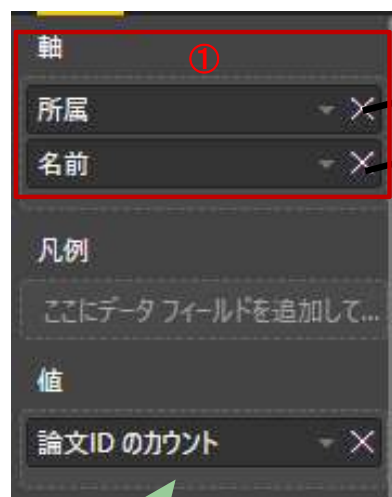 軸
①
所属
名前
凡例
ここにデータ フィールドを追加して...
値
論文ID のカウント